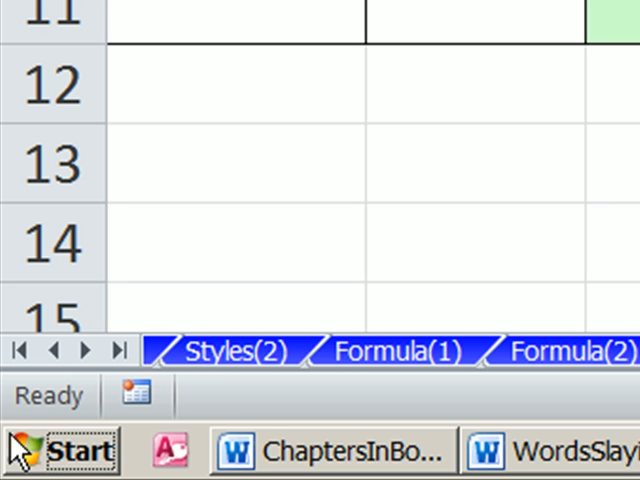 11
12
13
14
15
Styles(2) Formula(1) Formula(2)
Ready
Start A W ChaptersInBo... W WordsSlayi